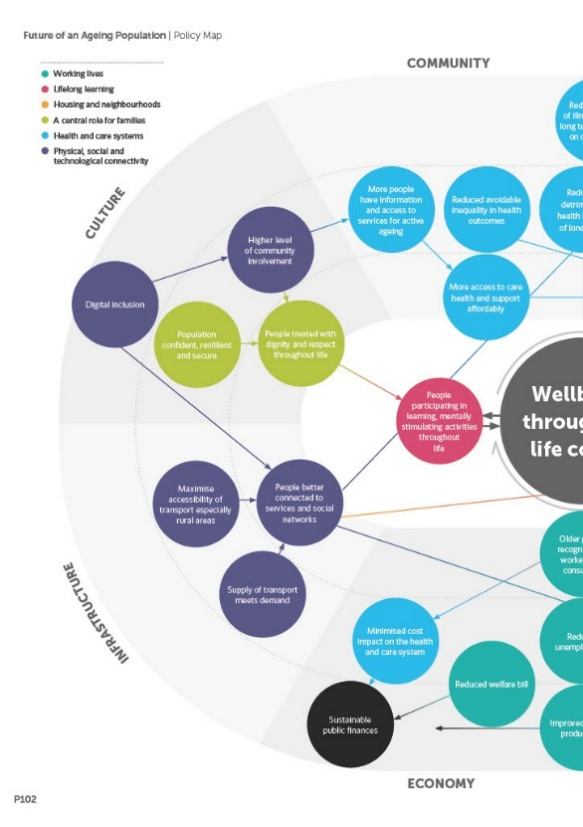 Future of an Ageing Population | Policy Map
COMMUNITY
Working lives
Lifelong learning
Housing and neighbourhoods
A central role for families
Health and care systems
Physical, social and
technological connectivity
CULTURE
More people
have information
and access to
services for active
ageing
Reduced avoidable
inequality in health
outcomes
Higher level
of community
involvement
More access to care
health and support
affordably
Digital inclusion
Population
confident, resilient
and secure
People treated with
dignity and respect
throughout life
People
participating in
learning, mentally
stimulating activities
throughout
life
life
Maximise
accessibility of
transport especially
rural areas
People better
connected to
services and social
networks
Older
Supply of transport
meets demand
INFRASTRUCTURE
Minimised cost
impact on the health
and care system
Reduced welfare bill
Sustainable
public finances
Improved
ECONOMY
P102